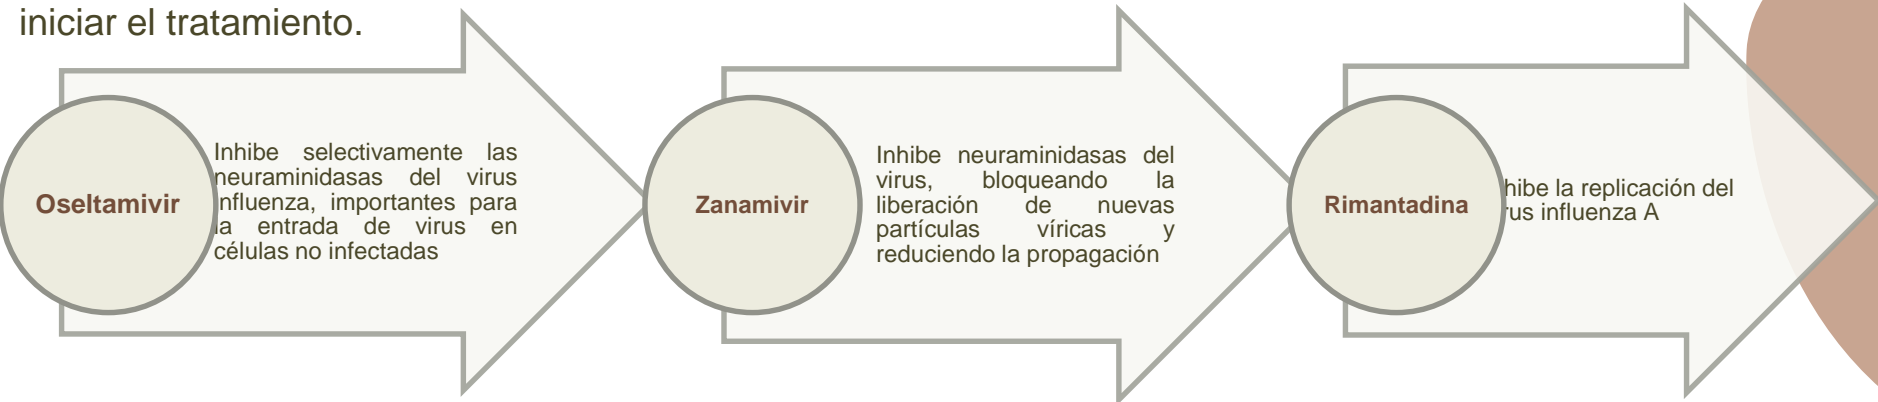 iniciar el tratamiento.
Oseltamivir
Inhibe selectivamente las
neuraminidasas del virus
influenza, importantes para
la entrada de virus en
células no infectadas
Zanamivir
Inhibe neuraminidasas del
virus, bloqueando la
liberación de nuevas
partículas víricas y
reduciendo la propagación
Rimantadina
hibe la replicación del
rus influenza A